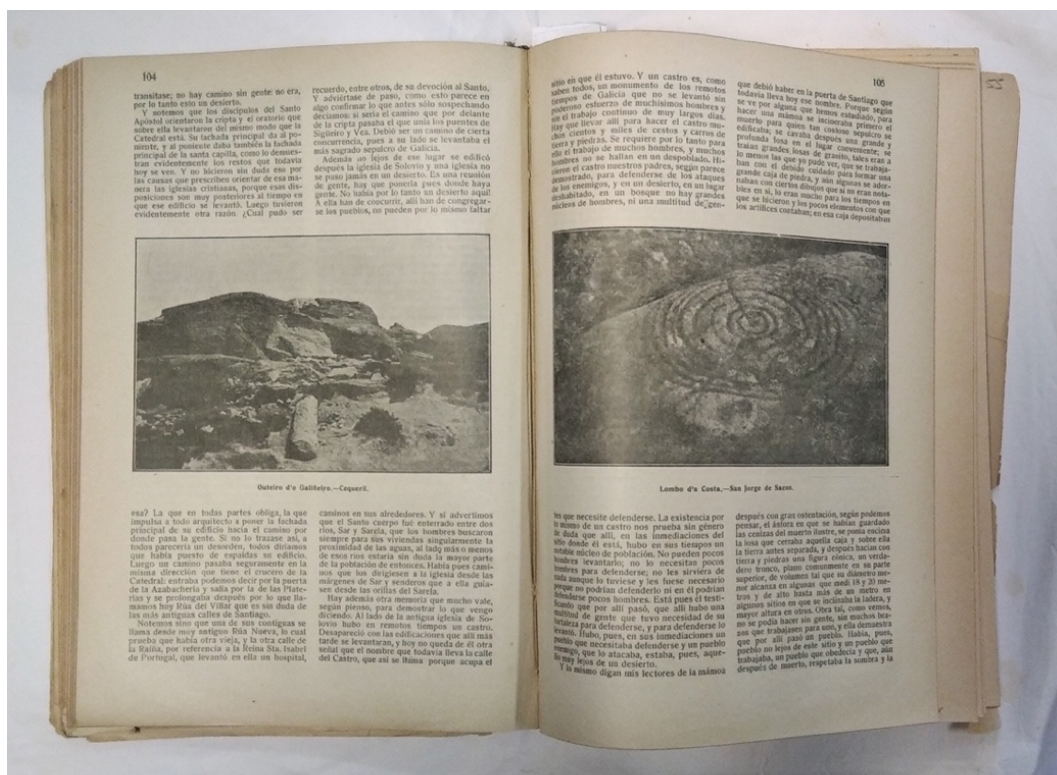 104
transitase; no hay camino sin gente: no era,
por lo tanto esto un desierto.
Y notemos que los discípulos del Santo
Apóstol orientaron la cripta y el oratorio que
sobre ella levantaron del mismo modo que la
Catedral está. Su fachada principal da al po-
niente, y al poniente daba también la fachada
principal de la santa capilla, como lo demues-
tran evidentemente los restos que todavía
hoy se ven. Y no hicieron sin duda eso por
las causas que prescriben orientar de esa ma-
nera las iglesias cristianas, porque esas dis-
posiciones son muy posteriores al tiempo en
que ese edificio se levantó. Luego tuvieron
evidentemente otra razón. ¿Cuál pudo ser
recuerdo, entre otros, de su devoción al Santo.
Y adviértase de paso, como esto parece en
algo confirmar lo que antes sólo sospechando
decíamos: si sería el camino que por delante
de la cripta pasaba el que unía los puentes de
Sigüeiro y Vea. Debió ser un camino de cierta
concurrencia, pues a su lado se levantaba el
más sagrado sepulcro de Galicia.
Además no lejos de ese lugar se edificó
después la iglesia de Solovio y una iglesia no
se puso jamás en un desierto. Es una reunión
de gente, hay que ponerla pues donde haya
gente. No había por lo tanto un desierto aquí!
A ella han de concurrir, allí han de congregar-
se los pueblos, no pueden por lo mismo faltar
Outeiro d'o Galiñeiro.—Cequeril.
esa? La que en todas partes obliga, la que
impulsa a todo arquitecto a poner la fachada
principal de su edificio hacia el camino por
donde pasa la gente. Si no lo trazase así, a
todos parecería un desorden, todos diríamos
que había puesto de espaldas su edificio.
Luego un camino pasaba seguramente en la
misma dirección que tiene el crucero de la
Catedral: entraba podemos decir por la puerta
de la Azabachería y salía por la de las Plate-
rías y se prolongaba después por lo que lla-
mamos hoy Rúa del Villar que es sin duda de
las más antiguas calles de Santiago.
Notemos sino que una de sus contiguas se
llama desde muy antiguo Rúa Nueva, lo cual
prueba que había otra vieja, y la otra calle de
la Raíña, por referencia a la Reina Sta. Isabel
de Portugal, que levantó en ella un hospital,
caminos en sus alrededores. Y si advertimos
que el Santo cuerpo fué enterrado entre dos
ríos, Sar y Sarela, que los hombres buscaron
siempre para sus viviendas singularmente la
proximidad de las aguas, al lado más o menos
de esos ríos estaría sin duda la mayor parte
de la población de entonces. Había pues cami-
nos que los dirigiesen a la iglesia desde las
márgenes de Sar y senderos que a ella guia-
sen desde las orillas del Sarela.
Hay además otra memoria que mucho vale,
según pienso, para demostrar lo que vengo
diciendo. Al lado de la antigua iglesia de So-
lovio hubo en remotos tiempos un castro.
Desapareció con las edificaciones que allí más
tarde se levantaron, y hoy no queda de él otra
señal que el nombre que todavía lleva la calle
del Castro, que así se llama porque acupa el
105
sitio en que él estuvo. Y un castro es, como
saben todos, un monumento de los remotos
tiempos de Galicia que no se levantó sin
poderoso esfuerzo de muchísimos hombres y
sin el trabajo continuo de muy largos días.
Hay que llevar allí para hacer el castro mu-
chos cientos y miles de cestos y carros de
tierra y piedras. Se requiere por lo tanto para
ello el trabajo de muchos hombres, y muchos
hombres no se hallan en un despoblado. Hi-
cieron el castro nuestros padres, según parece
demostrado, para defenderse de los ataques
de los enemigos, y en un desierto, en un lugar
deshabitado, en un bosque no hay grandes
núcleos de hombres, ni una multitud de gen-
que debió haber en la puerta de Santiago que
todavía lleva hoy ese nombre. Porque según
se ve por alguna que hemos estudiado, para
hacer una mámoa se incineraba primero el
muerto para quien tan costoso sepulcro se
edificaba; se cavaba después una grande y
profunda fosa en el lugar conveniente; se
traían grandes losas de granito, tales eran a
lo menos las que yo pude ver, que se trabaja-
ban con el debido cuidado para formar una
grande caja de piedra, y aún algunas se ador-
naban con ciertos dibujos que si no eran nota-
bles en sí, lo eran mucho para los tiempos en
que se hicieron y los pocos elementos con que
los artífices contaban; en esa caja depositaban
Lombo d'a Costa.—San Jorge de Sacos.
tes que necesite defenderse. La existencia por
lo mismo de un castro nos prueba sin género
de duda que allí, en las inmediaciones del
sitio donde él está, hubo en sus tiempos un
notable núcleo de población. No pueden pocos
hombres levantarlo; no lo necesitan pocos
hombres para defenderse; no les serviría de
nada aunque lo tuviese y les fuese necesario
porque no podrían defenderlo ni en él podrían
defenderse pocos hombres. Está pues él testi-
ficando que por allí pasó, que allí hubo una
multitud de gente que tuvo necesidad de su
fortaleza para defenderse, y para defenderse lo
levantó. Hubo, pues, en sus inmediaciones un
pueblo que necesitaba defenderse y un pueblo
enemigo, que lo atacaba, estaba, pues, aque-
llo muy lejos de un desierto.
Y lo mismo digan mis lectores de la mámoa
después con gran ostentación, según podemos
pensar, el ástora en que se habían guardado
las cenizas del muerto ilustre, se ponía encima
la losa que cerraba aquella caja y sobre ella
la tierra antes separada, y después hacían con
tierra y piedras una figura cónica, un verda-
dero trunco, plano comunmente en su parte
superior, de volumen tal que su diámetro me-
nor alcanza en algunas que medí 18 y 20 me-
tros y de alto hasta más de un metro en
algunos sitios en que se inclinaba la ladera, y
mayor altura en otros. Obra tal, como vemos,
no se podía hacer sin gente, sin muchos bra-
zos que trabajasen para uno, y ella demuestra
que por allí pasó un pueblo. Había, pues,
pueblo no lejos de este sitio y un pueblo que
trabajaba, un pueblo que obedecía y que, aún
después de muerto, respetaba la sombra y la